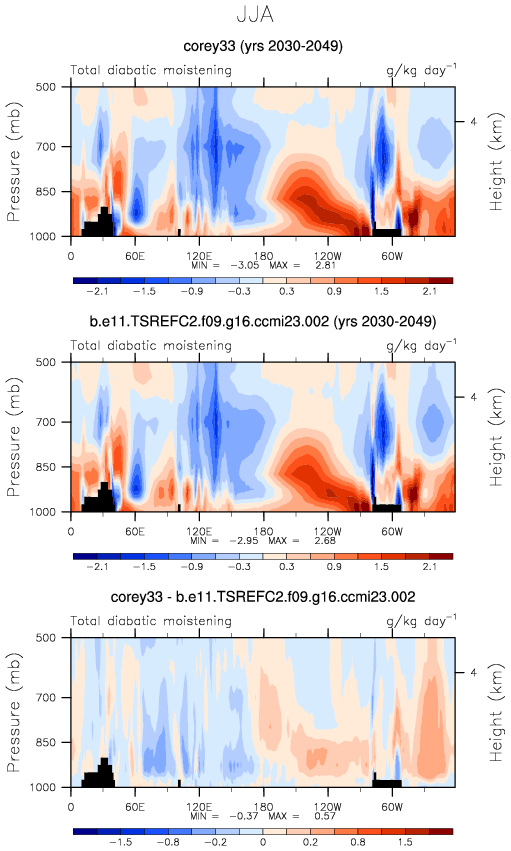 JJA
corey33 (yrs 2030-2049)
Total diabatic moistening g/kg day⁻¹
500
700
850
1000
Pressure (mb)
4
Height (km)
0 60E 120E 180 120W 60W
MIN = −3.05 MAX = 2.81
−2.1 −1.5 −0.9 −0.3 0.3 0.9 1.5 2.1
b.e11.TSREFC2.f09.g16.ccmi23.002 (yrs 2030-2049)
Total diabatic moistening g/kg day⁻¹
500
700
850
1000
Pressure (mb)
4
Height (km)
0 60E 120E 180 120W 60W
MIN = −2.95 MAX = 2.68
−2.1 −1.5 −0.9 −0.3 0.3 0.9 1.5 2.1
corey33 - b.e11.TSREFC2.f09.g16.ccmi23.002
Total diabatic moistening g/kg day⁻¹
500
700
850
1000
Pressure (mb)
4
Height (km)
0 60E 120E 180 120W 60W
MIN = −0.37 MAX = 0.57
−1.5 −0.8 −0.2 0 0.2 0.8 1.5